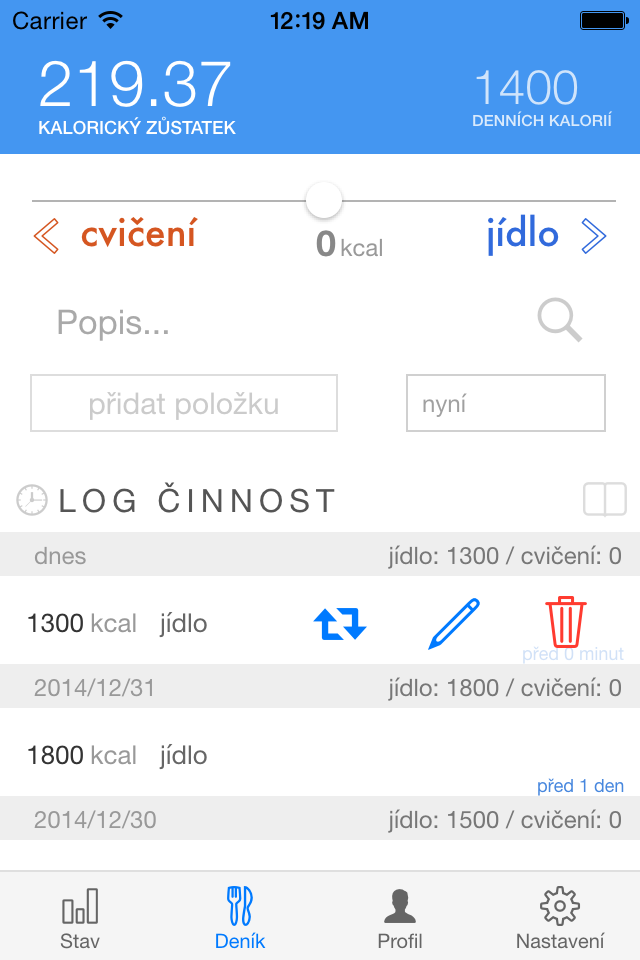 Carrier 12:19 AM
219.37 1400
KALORICKÝ ZŮSTATEK DENNÍCH KALORIÍ
cvičení 0 kcal jídlo
Popis...
přidat položku nyní
LOG ČINNOST
dnes jídlo: 1300 / cvičení: 0
1300 kcal jídlo
před 0 minut
2014/12/31 jídlo: 1800 / cvičení: 0
1800 kcal jídlo
před 1 den
2014/12/30 jídlo: 1500 / cvičení: 0
Stav Deník Profil Nastavení